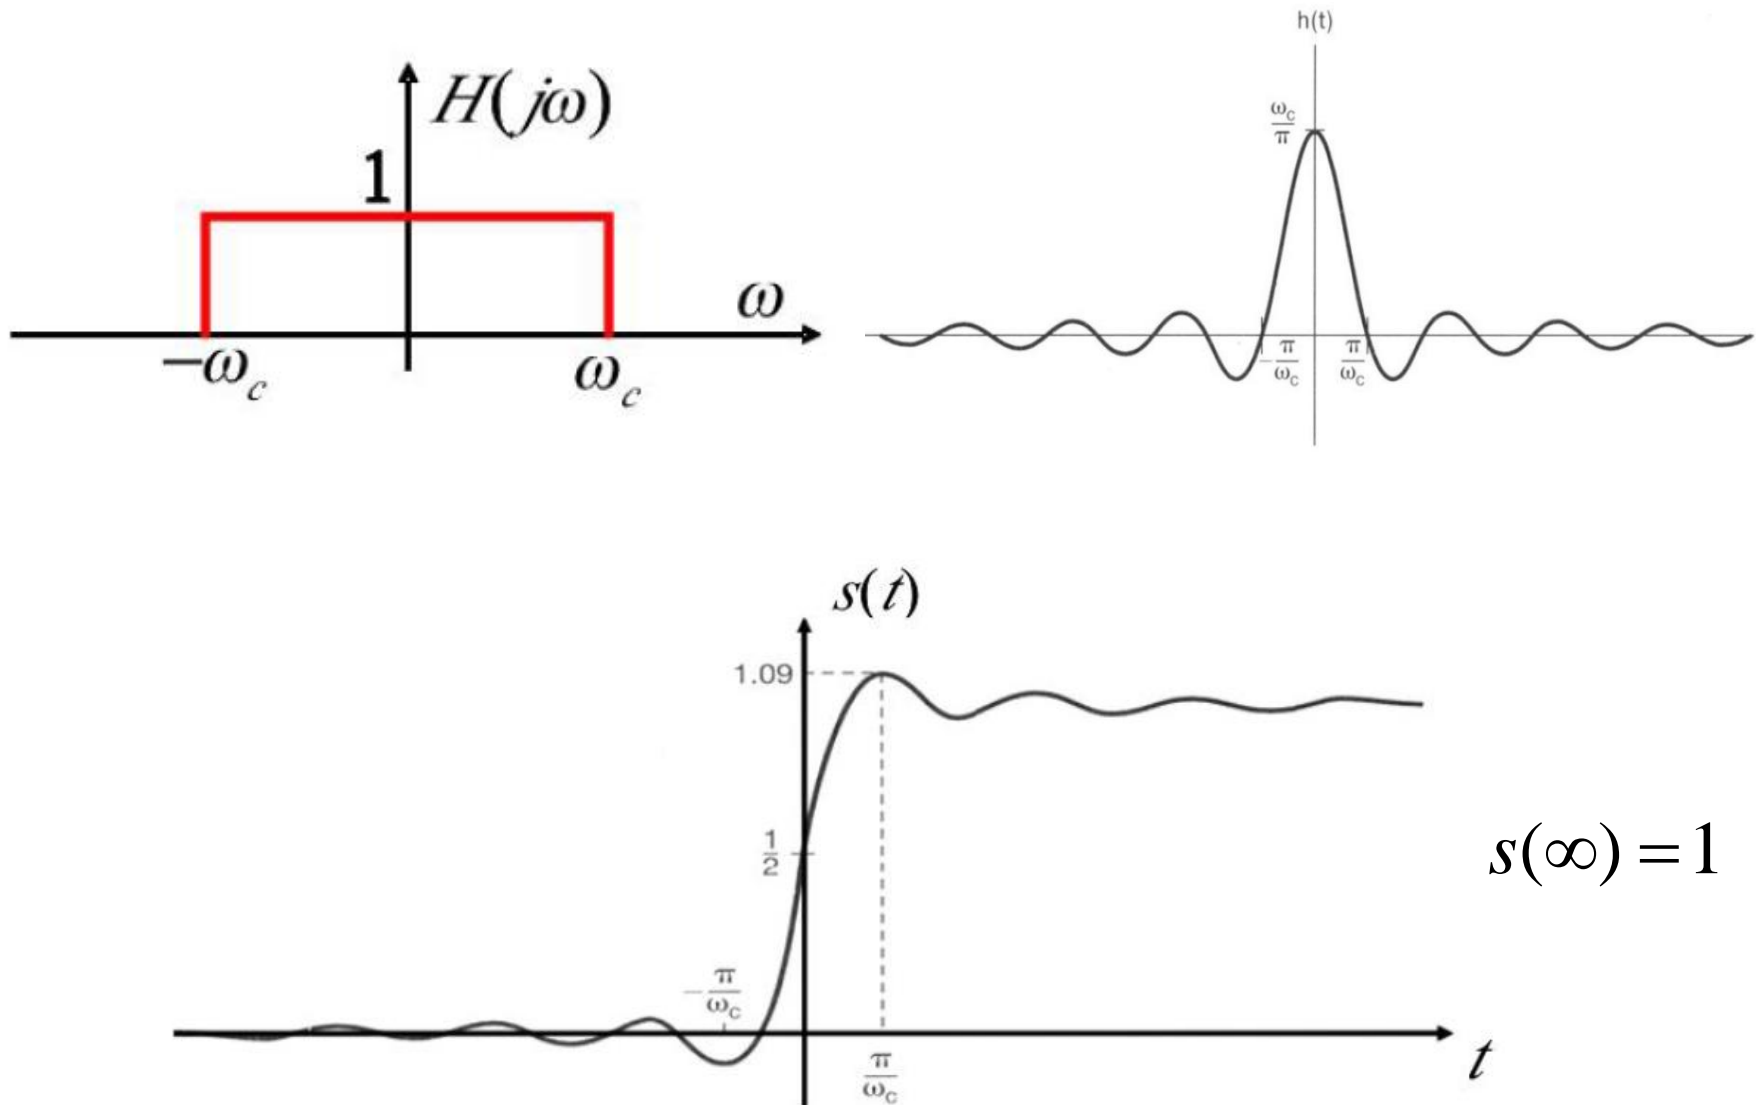 H(jω)
1
ω
−ω_c
ω_c
h(t)
ω_c/π
−π/ω_c
π/ω_c
s(t)
1.09
1/2
−π/ω_c
π/ω_c
t
s(∞) = 1